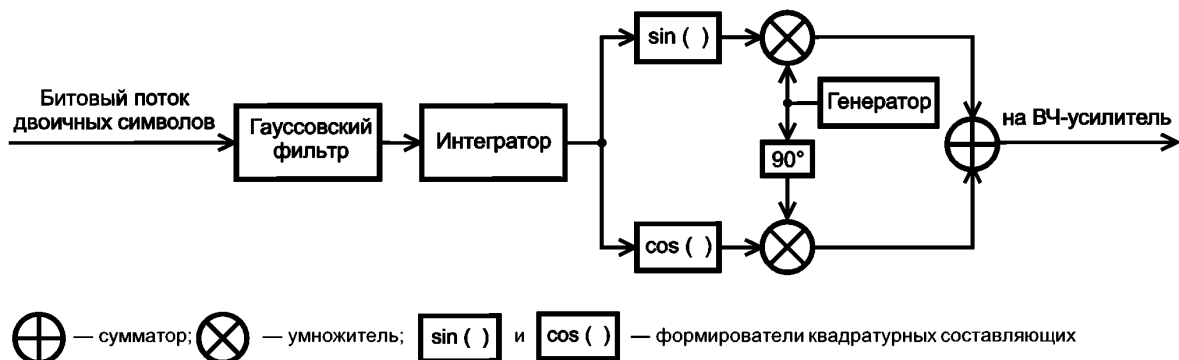 Битовый поток
двоичных символов
Гауссовский
фильтр
Интегратор
sin ( )
cos ( )
Генератор
90°
на ВЧ-усилитель
— сумматор; — умножитель; sin ( ) и cos ( ) — формирователи квадратурных составляющих